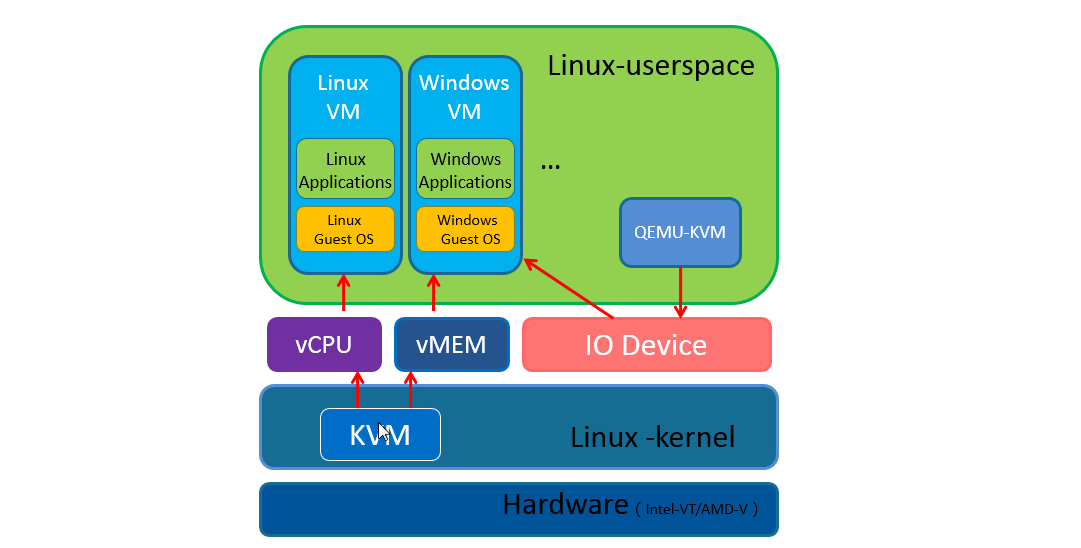 Linux-userspace
Linux
VM
Linux
Applications
Linux
Guest OS
Windows
VM
Windows
Applications
Windows
Guest OS
...
QEMU-KVM
vCPU
vMEM
IO Device
KVM
Linux -kernel
Hardware ( Intel-VT/AMD-V )